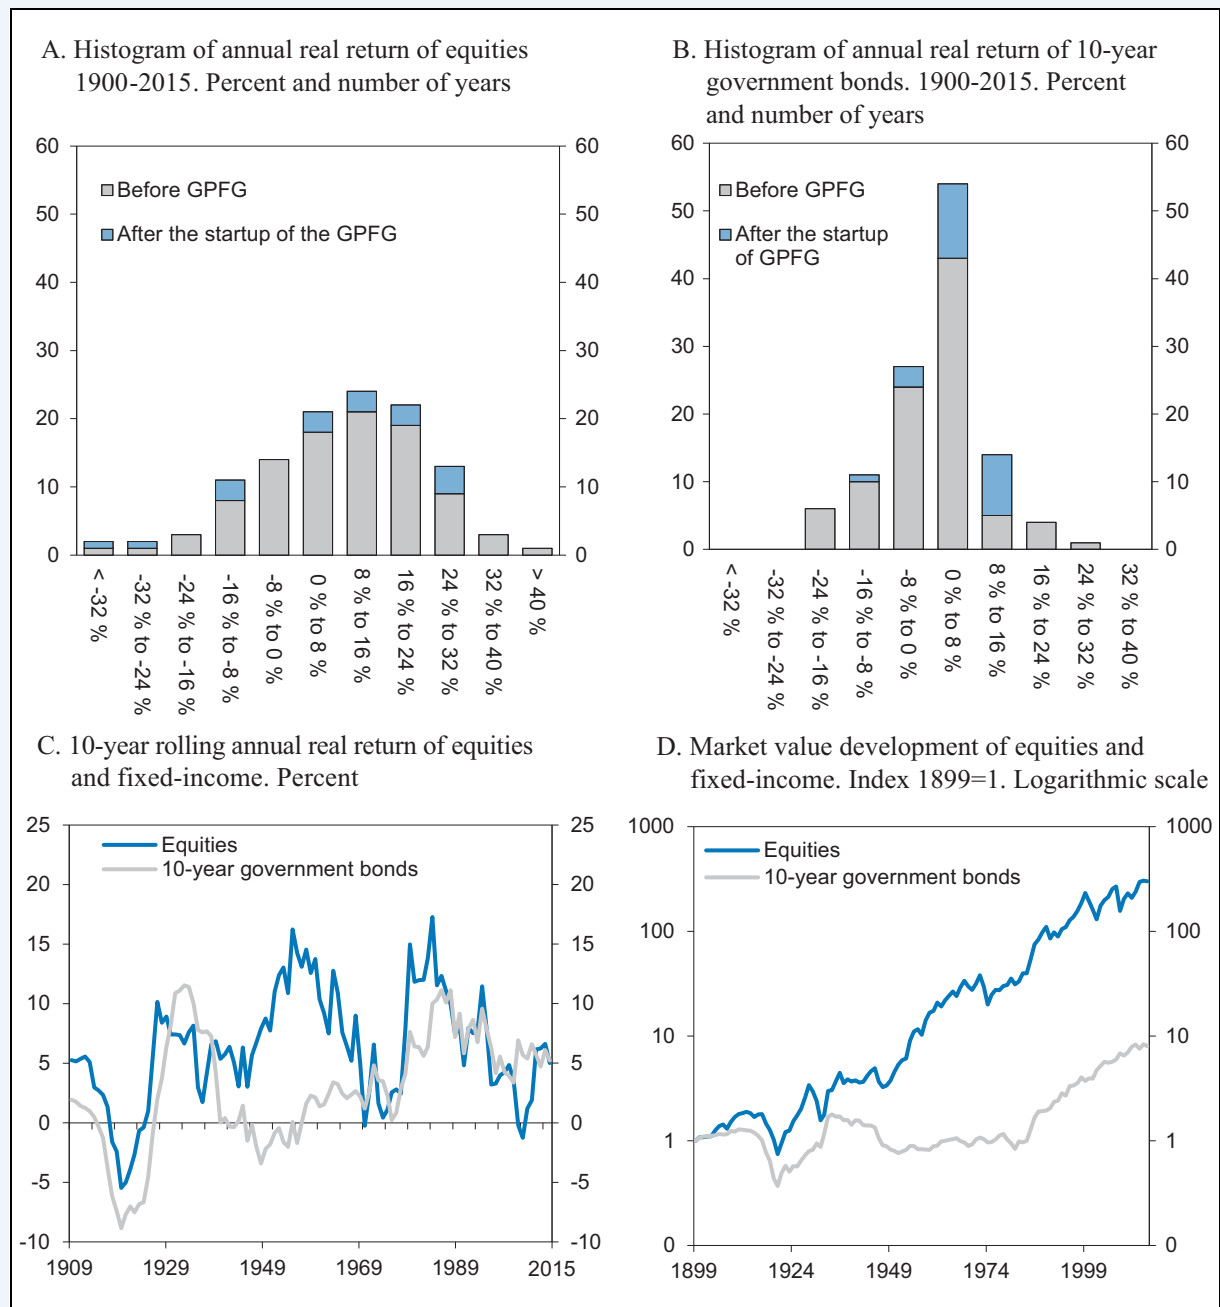 A. Histogram of annual real return of equities
1900-2015. Percent and number of years
60
50
40
30
20
10
0
60
50
40
30
20
10
0
Before GPFG
After the startup of the GPFG
< -32 %
-32 % to -24 %
-24 % to -16 %
-16 % to -8 %
-8 % to 0 %
0 % to 8 %
8 % to 16 %
16 % to 24 %
24 % to 32 %
32 % to 40 %
> 40 %
B. Histogram of annual real return of 10-year
government bonds. 1900-2015. Percent
and number of years
60
50
40
30
20
10
0
60
50
40
30
20
10
0
Before GPFG
After the startup
of GPFG
< -32 %
-32 % to -24 %
-24 % to -16 %
-16 % to -8 %
-8 % to 0 %
0 % to 8 %
8 % to 16 %
16 % to 24 %
24 % to 32 %
32 % to 40 %
C. 10-year rolling annual real return of equities
and fixed-income. Percent
25
20
15
10
5
0
-5
-10
25
20
15
10
5
0
-5
-10
Equities
10-year government bonds
1909 1929 1949 1969 1989 2015
D. Market value development of equities and
fixed-income. Index 1899=1. Logarithmic scale
1000
100
10
1
0
1000
100
10
1
0
Equities
10-year government bonds
1899 1924 1949 1974 1999